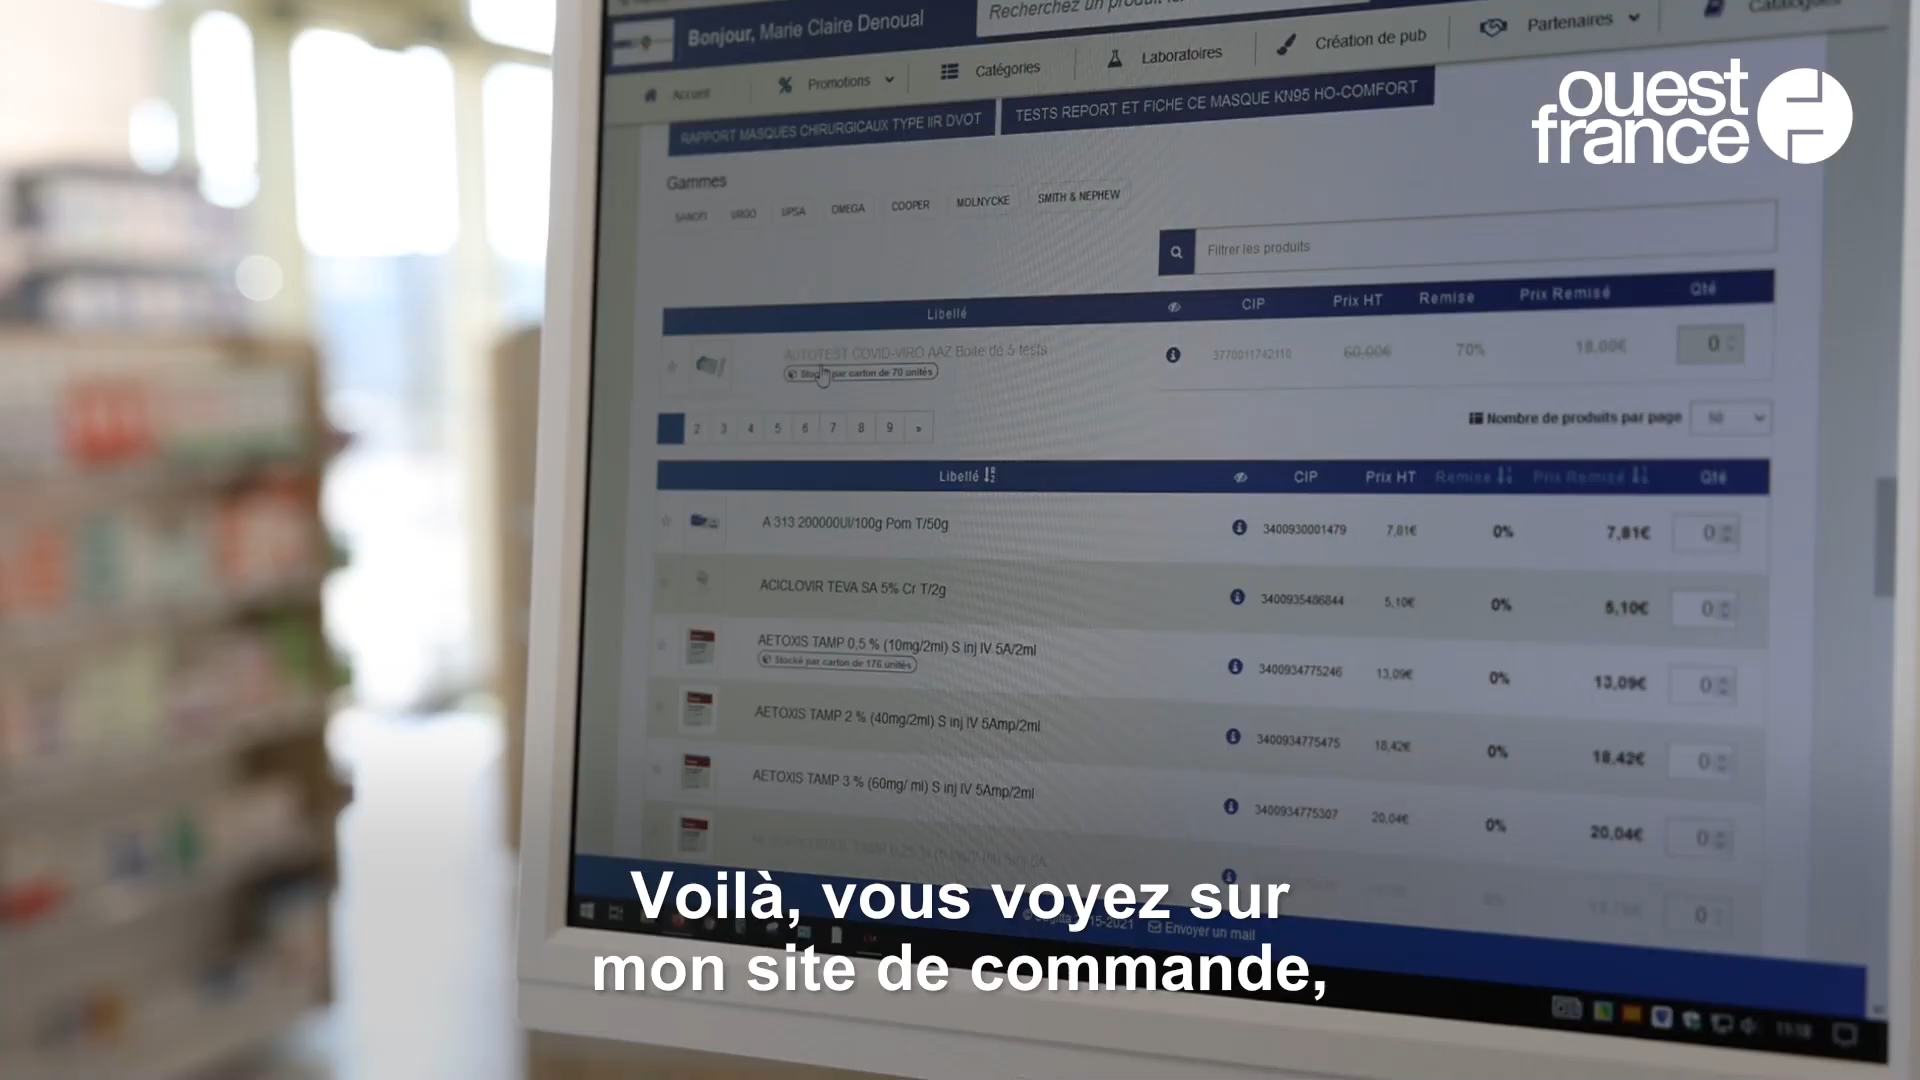 Bonjour, Marie Claire Denoual
Recherchez un
Accueil
Promotions
Catégories
Laboratoires
Création de pub
Partenaires
Catalogues
ouest
france
RAPPORT MASQUES CHIRURGICAUX TYPE IIR DVOT
TESTS REPORT ET FICHE CE MASQUE KN95 HO-COMFORT
Gammes
SANOFI URGO UPSA OMEGA COOPER MOLNYCKE SMITH & NEPHEW
Filtrer les produits
Libellé CIP Prix HT Remise Prix Remisé Qté
AUTOTEST COVID-VIRO AAZ Boite de 5 tests 3770011742110 60,00€ 70% 18,00€ 0
par carton de 70 unités
2 3 4 5 6 7 8 9 »
Nombre de produits par page
Libellé CIP Prix HT Remise Prix Remisé Qté
A 313 200000UI/100g Pom T/50g 3400930001479 7,81€ 0% 7,81€ 0
ACICLOVIR TEVA SA 5% Cr T/2g 3400935486844 5,10€ 0% 5,10€ 0
AETOXIS TAMP 0,5 % (10mg/2ml) S inj IV 5A/2ml 3400934775246 13,09€ 0% 13,09€ 0
Stocké par carton de 176 unités
AETOXIS TAMP 2 % (40mg/2ml) S inj IV 5Amp/2ml 3400934775475 18,42€ 0% 18,42€ 0
AETOXIS TAMP 3 % (60mg/ ml) S inj IV 5Amp/2ml 3400934775307 20,04€ 0% 20,04€ 0
0
Envoyer un mail
Voilà, vous voyez sur
mon site de commande,
11:18